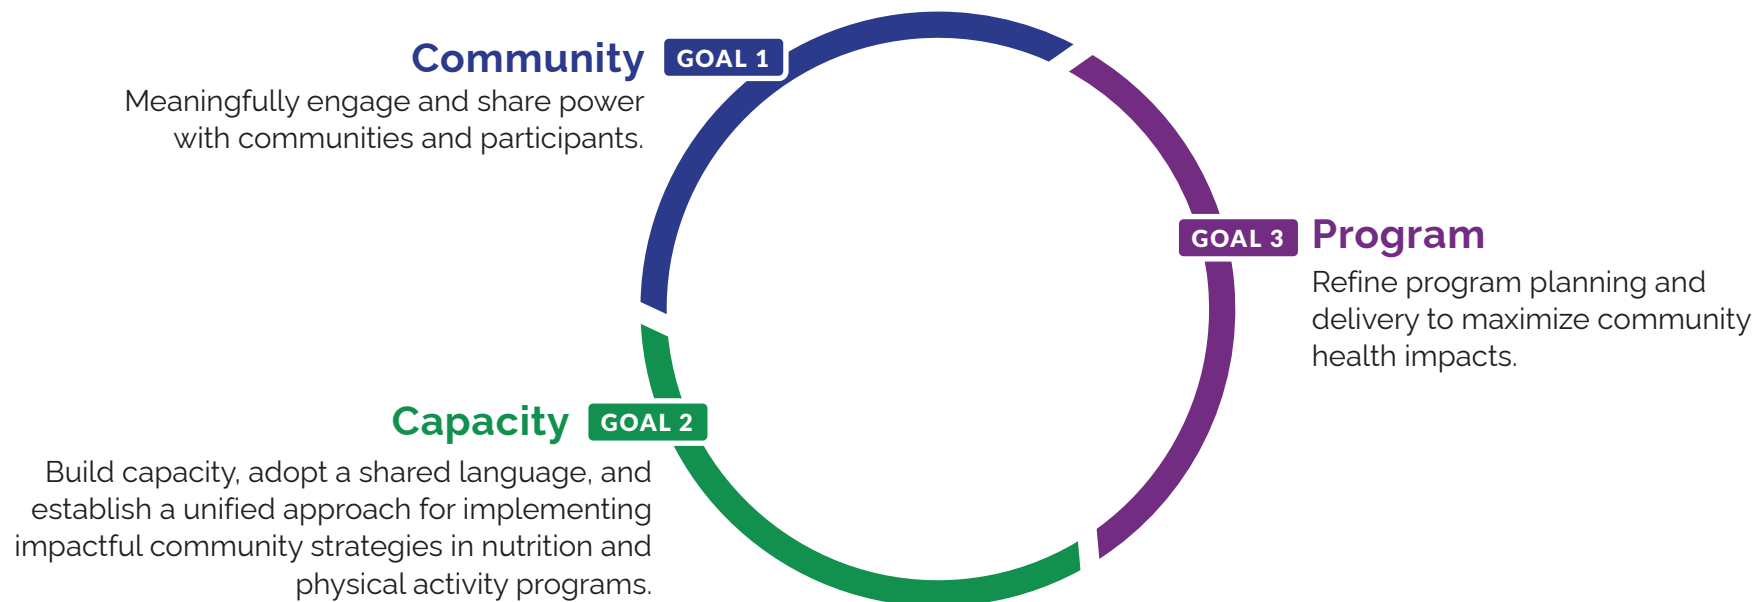 Community GOAL 1
Meaningfully engage and share power
with communities and participants.
GOAL 3 Program
Refine program planning and
delivery to maximize community
health impacts.
Capacity GOAL 2
Build capacity, adopt a shared language, and
establish a unified approach for implementing
impactful community strategies in nutrition and
physical activity programs.